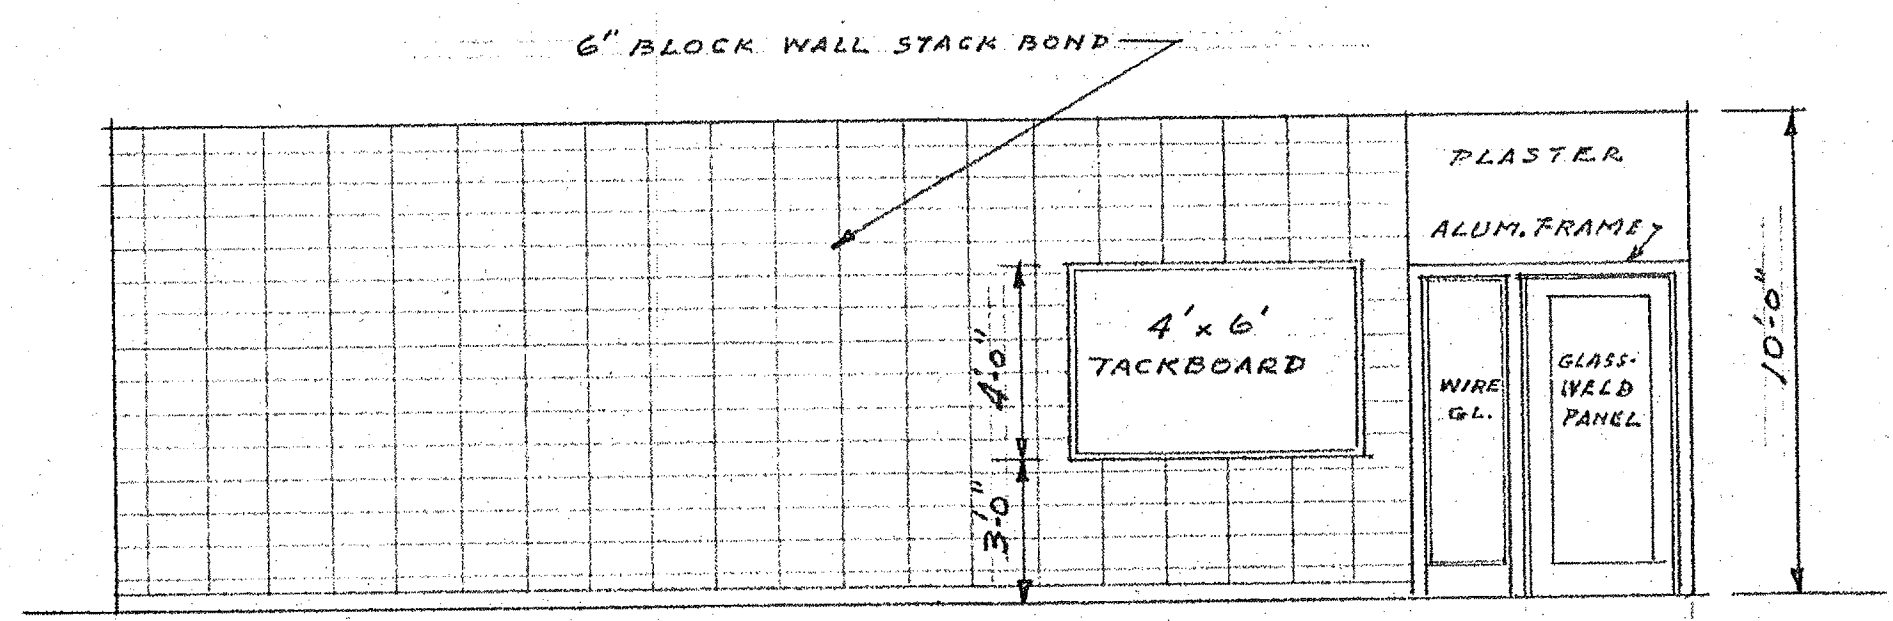 6" BLOCK WALL STACK BOND
PLASTER
ALUM. FRAME
4' x 6'
TACKBOARD
4'-0"
3'-0"
WIRE
GL.
GLASS-
WELD
PANEL
10'-0"